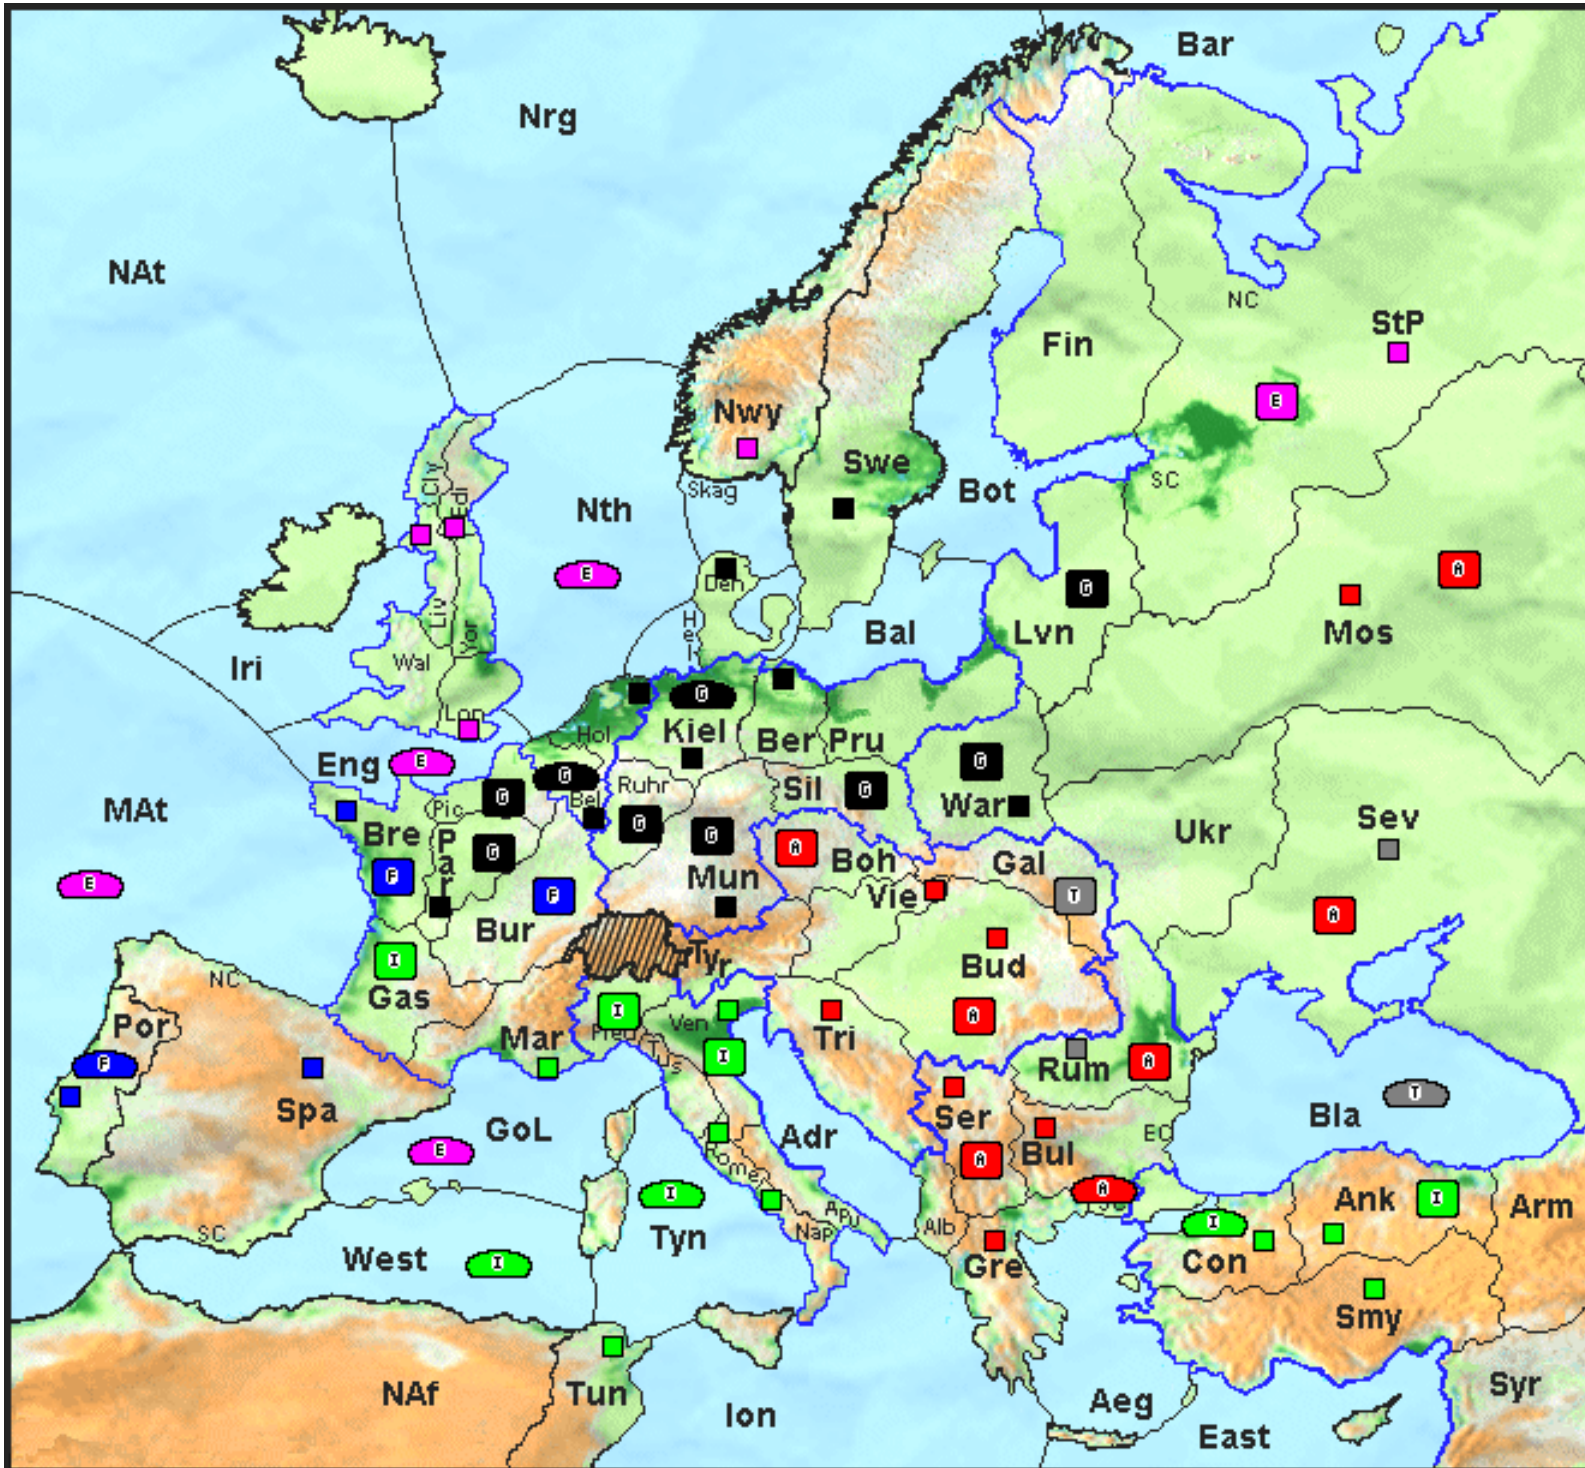 Bar
Nrg
NAt
NC
StP
Fin
E
Nwy
Swe
SC
Skag
Bot
Cly
Edi
Nth
A
E
Den
G
Hel
Liv
Yor
Bal
Lvn
Mos
Wal
Iri
G
Lon
Hol
Kiel
Ber
Pru
Eng
E
G
G
Ruhr
Sil
G
War
MAt
Pic
G
Bel
Sev
Bre
Par
G
G
A
Boh
Gal
Ukr
E
F
F
Mun
Vie
T
A
Bur
Tyr
Bud
I
NC
Gas
Por
Mar
I
Pied
Ven
A
Tri
F
Tus
I
Rum
A
Spa
GoL
Ser
T
Bla
E
Adr
Bul
EC
Rome
A
A
SC
I
Ank
I
Arm
West
I
Tyn
Nap
Apu
Alb
SC
I
Con
Gre
Smy
NAf
Tun
Ion
Aeg
East
Syr